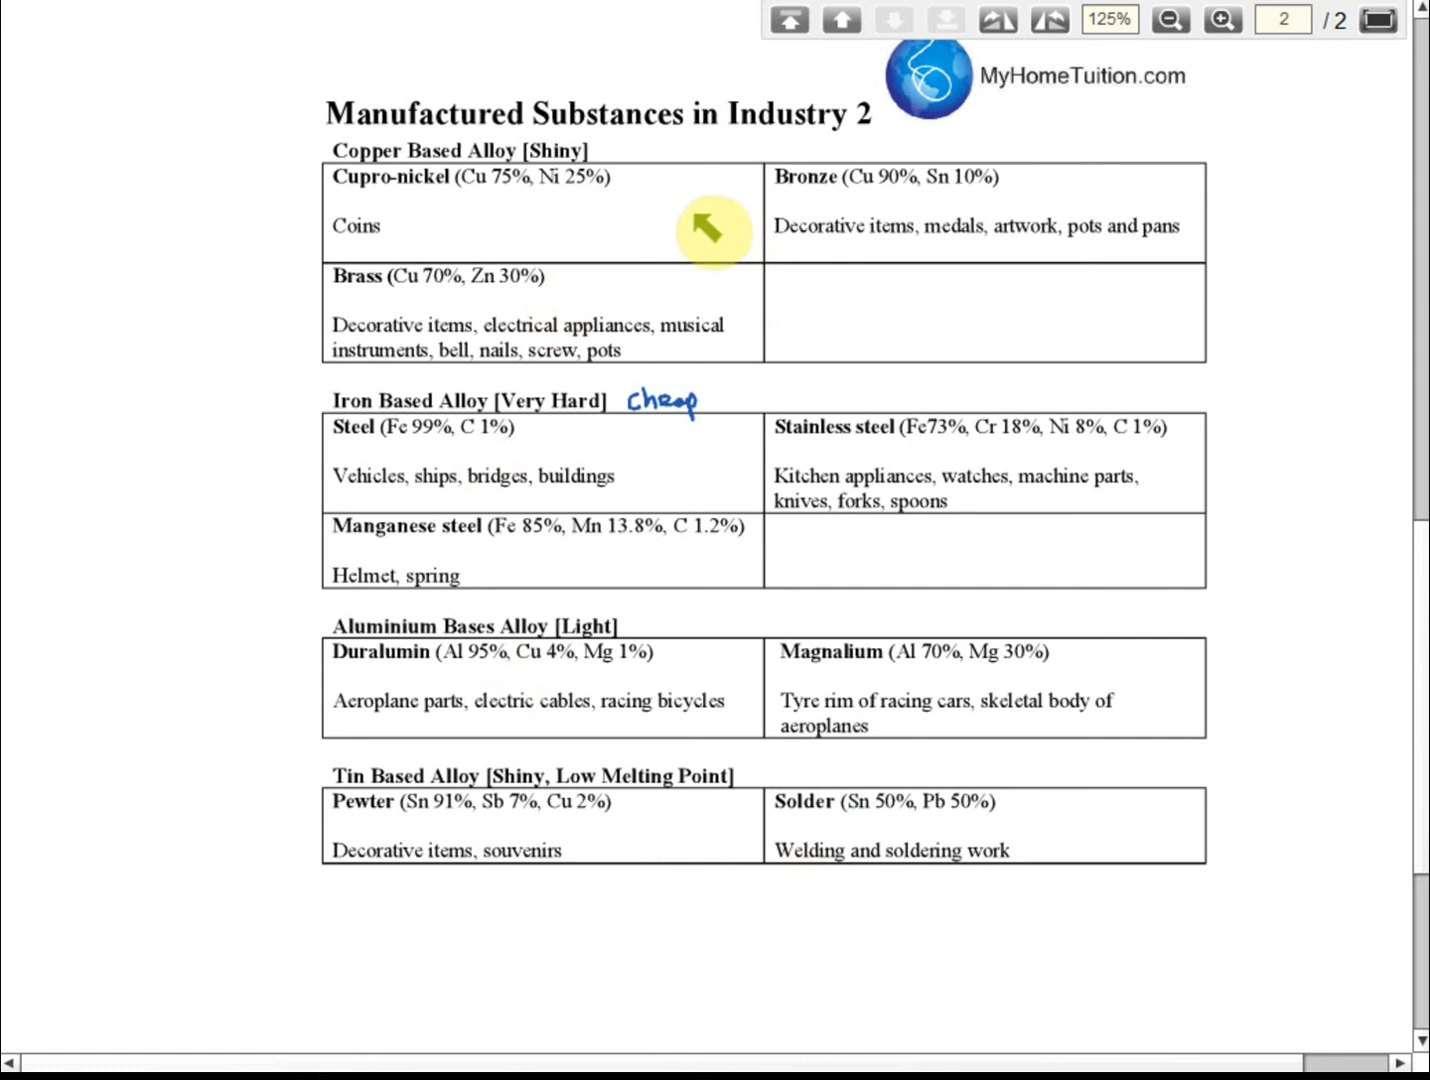 125%
2
/ 2
MyHomeTuition.com
Manufactured Substances in Industry 2
Copper Based Alloy [Shiny]
Cupro-nickel (Cu 75%, Ni 25%)
Coins
Bronze (Cu 90%, Sn 10%)
Decorative items, medals, artwork, pots and pans
Brass (Cu 70%, Zn 30%)
Decorative items, electrical appliances, musical
instruments, bell, nails, screw, pots
Iron Based Alloy [Very Hard] cheap
Steel (Fe 99%, C 1%)
Vehicles, ships, bridges, buildings
Stainless steel (Fe73%, Cr 18%, Ni 8%, C 1%)
Kitchen appliances, watches, machine parts,
knives, forks, spoons
Manganese steel (Fe 85%, Mn 13.8%, C 1.2%)
Helmet, spring
Aluminium Bases Alloy [Light]
Duralumin (Al 95%, Cu 4%, Mg 1%)
Aeroplane parts, electric cables, racing bicycles
Magnalium (Al 70%, Mg 30%)
Tyre rim of racing cars, skeletal body of
aeroplanes
Tin Based Alloy [Shiny, Low Melting Point]
Pewter (Sn 91%, Sb 7%, Cu 2%)
Decorative items, souvenirs
Solder (Sn 50%, Pb 50%)
Welding and soldering work